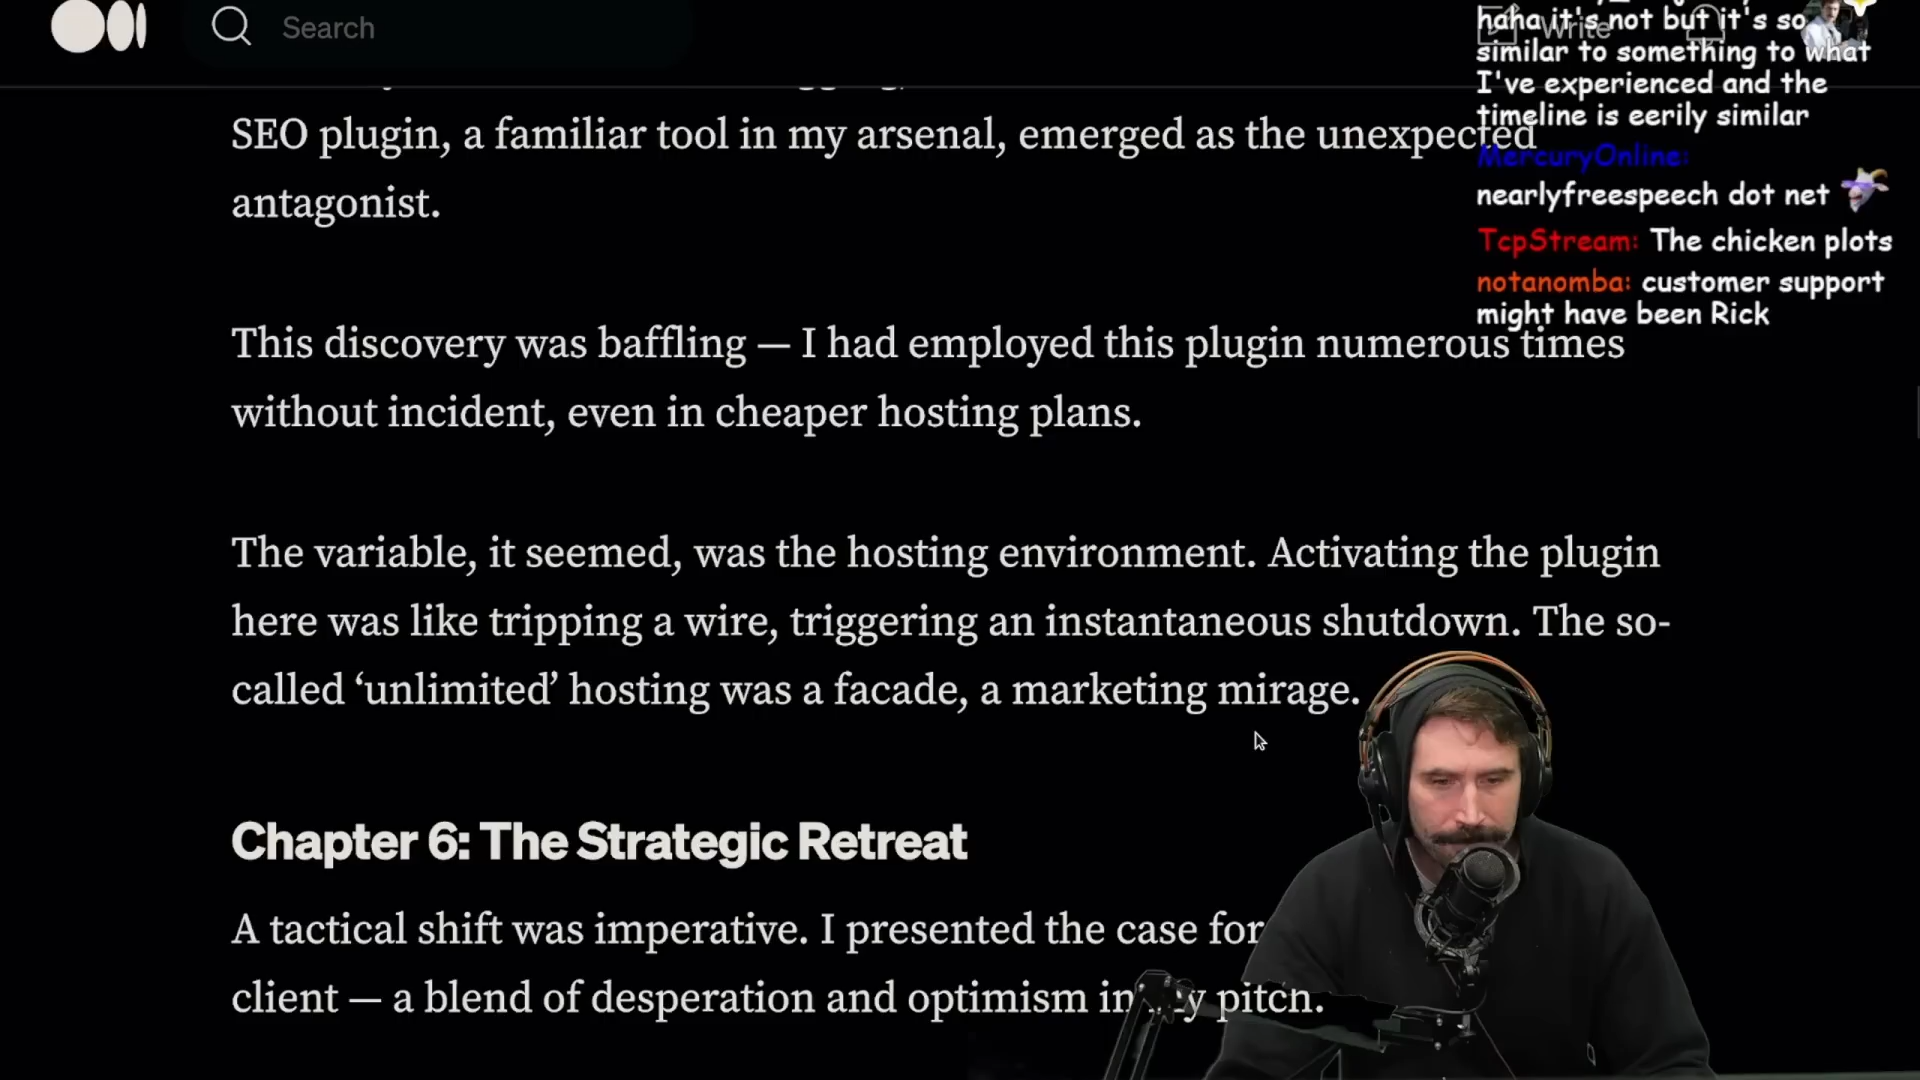 Search
Write
SEO plugin, a familiar tool in my arsenal, emerged as the unexpected
antagonist.
This discovery was baffling — I had employed this plugin numerous times
without incident, even in cheaper hosting plans.
The variable, it seemed, was the hosting environment. Activating the plugin
here was like tripping a wire, triggering an instantaneous shutdown. The so-
called ‘unlimited’ hosting was a facade, a marketing mirage.
Chapter 6: The Strategic Retreat
A tactical shift was imperative. I presented the case for
client — a blend of desperation and optimism in my pitch.
haha it's not but it's so
similar to something to what
I've experienced and the
timeline is eerily similar
MercuryOnline:
nearlyfreespeech dot net
TcpStream: The chicken plots
notanomba: customer support
might have been Rick